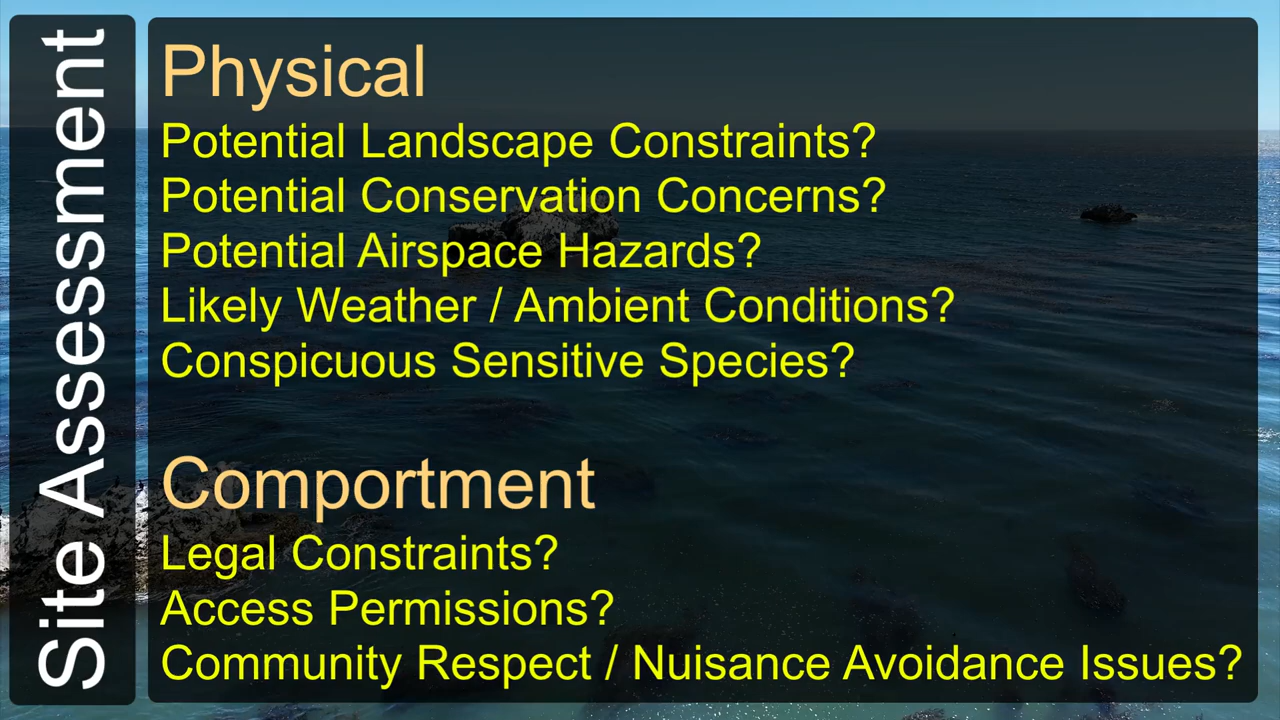 Site Assessment
Physical
Potential Landscape Constraints?
Potential Conservation Concerns?
Potential Airspace Hazards?
Likely Weather / Ambient Conditions?
Conspicuous Sensitive Species?
Comportment
Legal Constraints?
Access Permissions?
Community Respect / Nuisance Avoidance Issues?